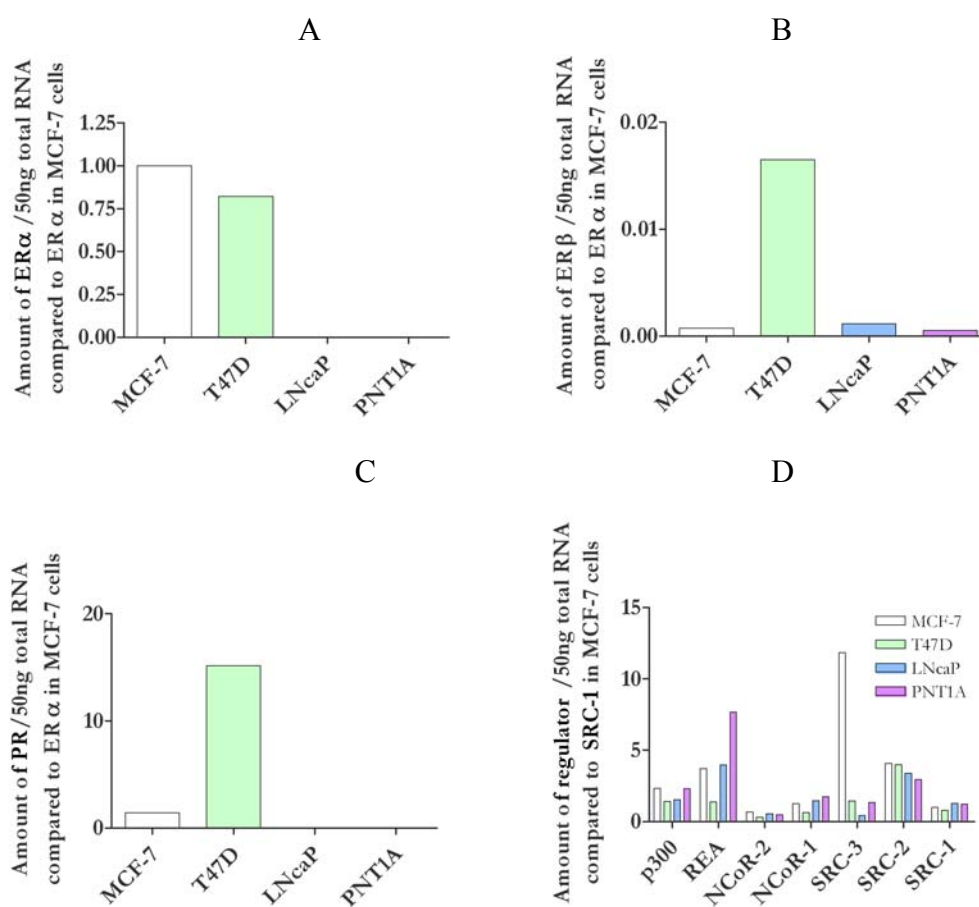 A
Amount of ERα /50ng total RNA
compared to ER α in MCF-7 cells
1.25
1.00
0.75
0.50
0.25
0.00
MCF-7
T47D
LNcaP
PNT1A
B
Amount of ERβ /50ng total RNA
compared to ER α in MCF-7 cells
0.02
0.01
0.00
MCF-7
T47D
LNcaP
PNT1A
C
Amount of PR/50ng total RNA
compared to ER α in MCF-7 cells
20
10
0
MCF-7
T47D
LNcaP
PNT1A
D
Amount of regulator /50ng total RNA
compared to SRC-1 in MCF-7 cells
15
10
5
0
MCF-7
T47D
LNcaP
PNT1A
p300
REA
NCoR-2
NCoR-1
SRC-3
SRC-2
SRC-1